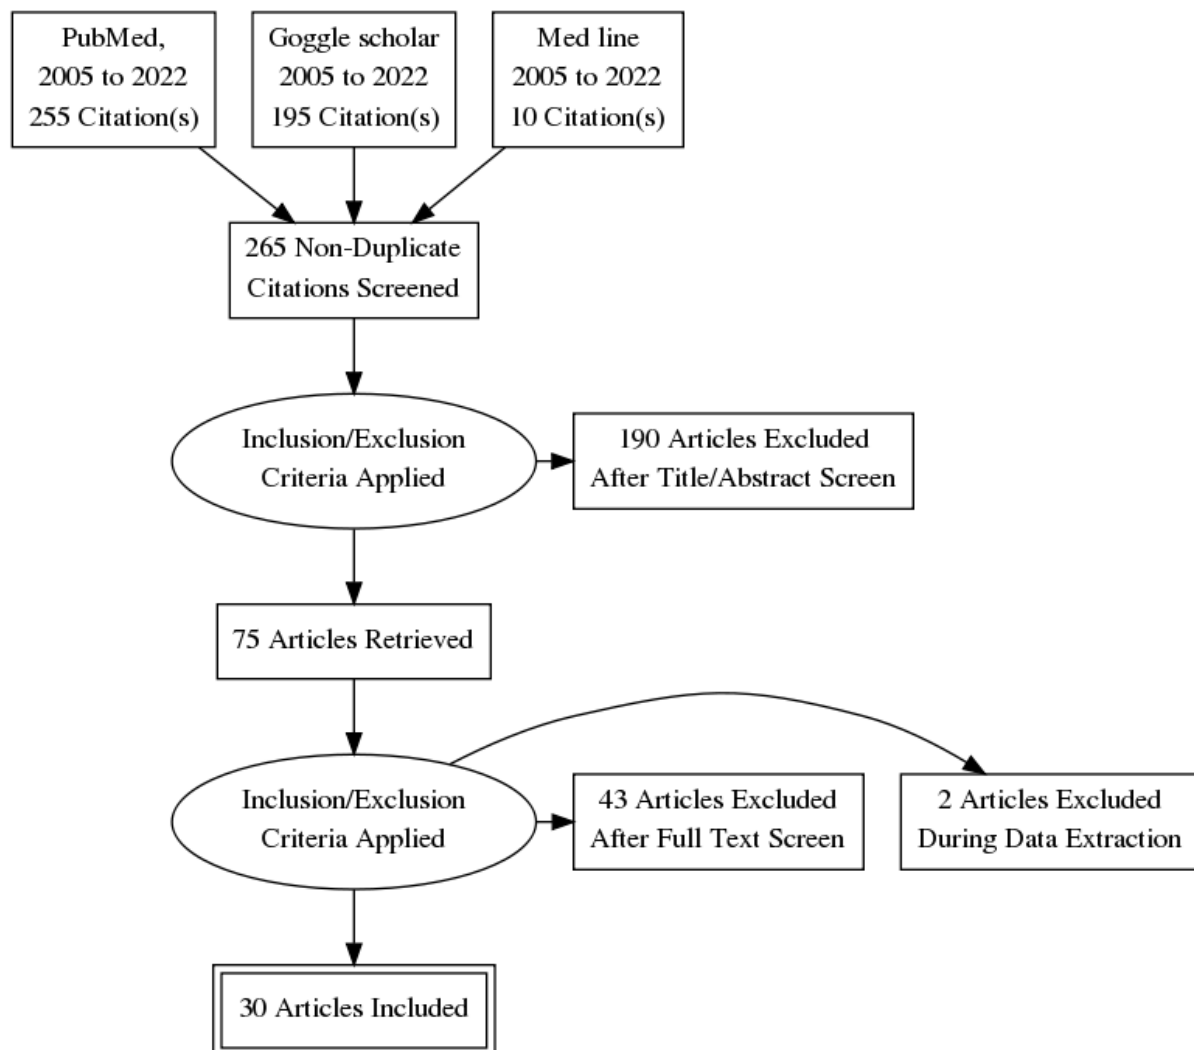 PubMed,
2005 to 2022
255 Citation(s)
Goggle scholar
2005 to 2022
195 Citation(s)
Med line
2005 to 2022
10 Citation(s)
265 Non-Duplicate
Citations Screened
Inclusion/Exclusion
Criteria Applied
190 Articles Excluded
After Title/Abstract Screen
75 Articles Retrieved
Inclusion/Exclusion
Criteria Applied
43 Articles Excluded
After Full Text Screen
2 Articles Excluded
During Data Extraction
30 Articles Included